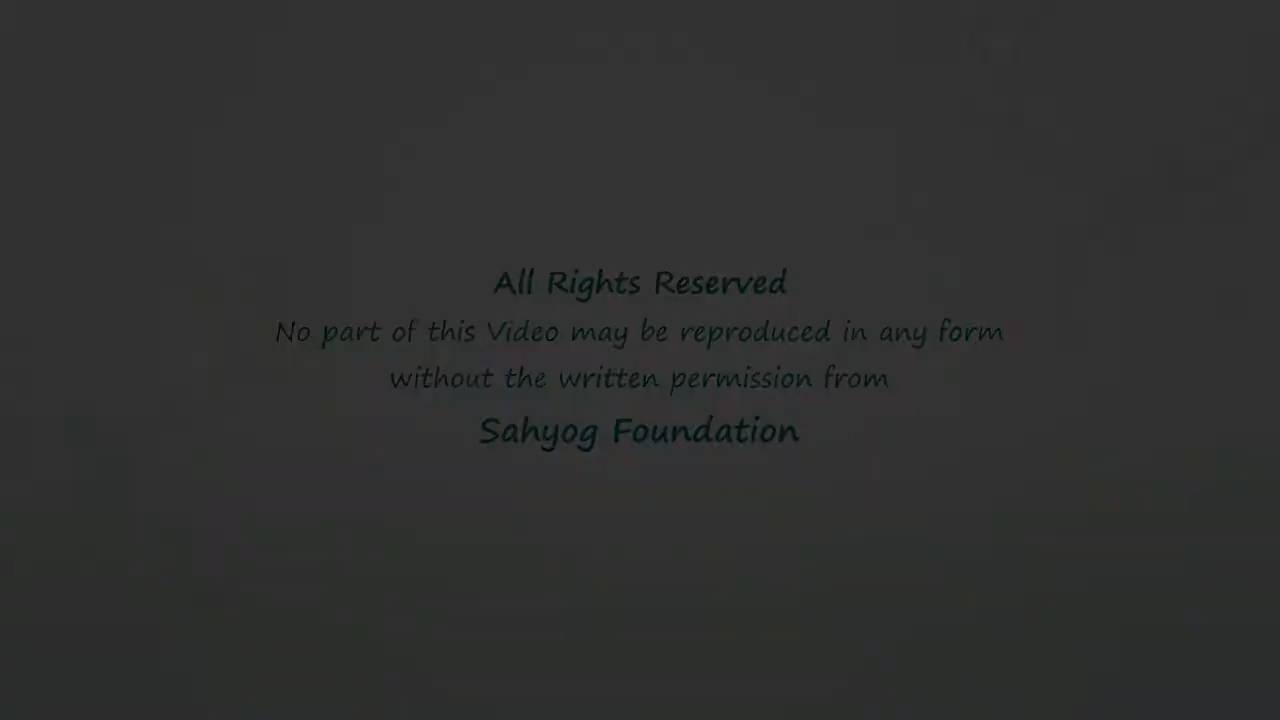 All Rights Reserved
No part of this Video may be reproduced in any form
without the written permission from
Sahyog Foundation